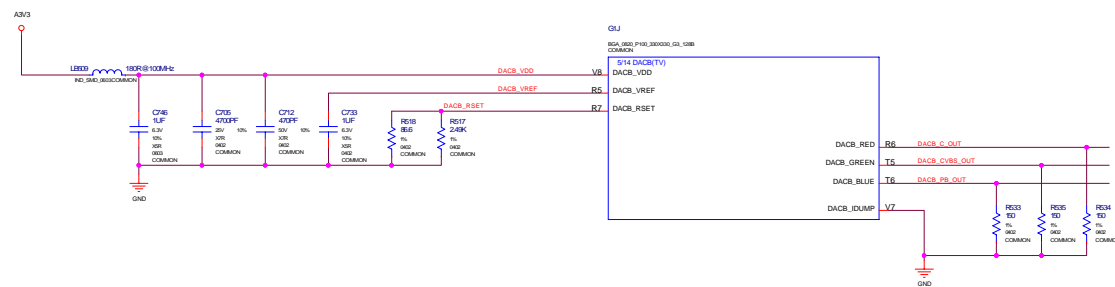 A3V3
LB509
180R@100MHz
IND_SMD_0603COMMON
C746
1UF
6.3V
10%
X5R
0603
COMMON
C705
4700PF
25V 10%
X7R
0402
COMMON
C712
470PF
50V 10%
X7R
0402
COMMON
C733
1UF
6.3V
10%
X5R
0402
COMMON
GND
DACB_VDD
DACB_VREF
DACB_RSET
R518
86.6
1%
0402
COMMON
R517
2.49K
1%
0402
COMMON
G1J
BGA_0820_P100_330X330_G3_128B
COMMON
5/14 DACB(TV)
V8 DACB_VDD
R5 DACB_VREF
R7 DACB_RSET
DACB_RED R6 DACB_C_OUT
DACB_GREEN T5 DACB_CVBS_OUT
DACB_BLUE T6 DACB_PB_OUT
DACB_IDUMP V7
R533
150
1%
0402
COMMON
R535
150
1%
0402
COMMON
R534
150
1%
0402
COMMC
GND